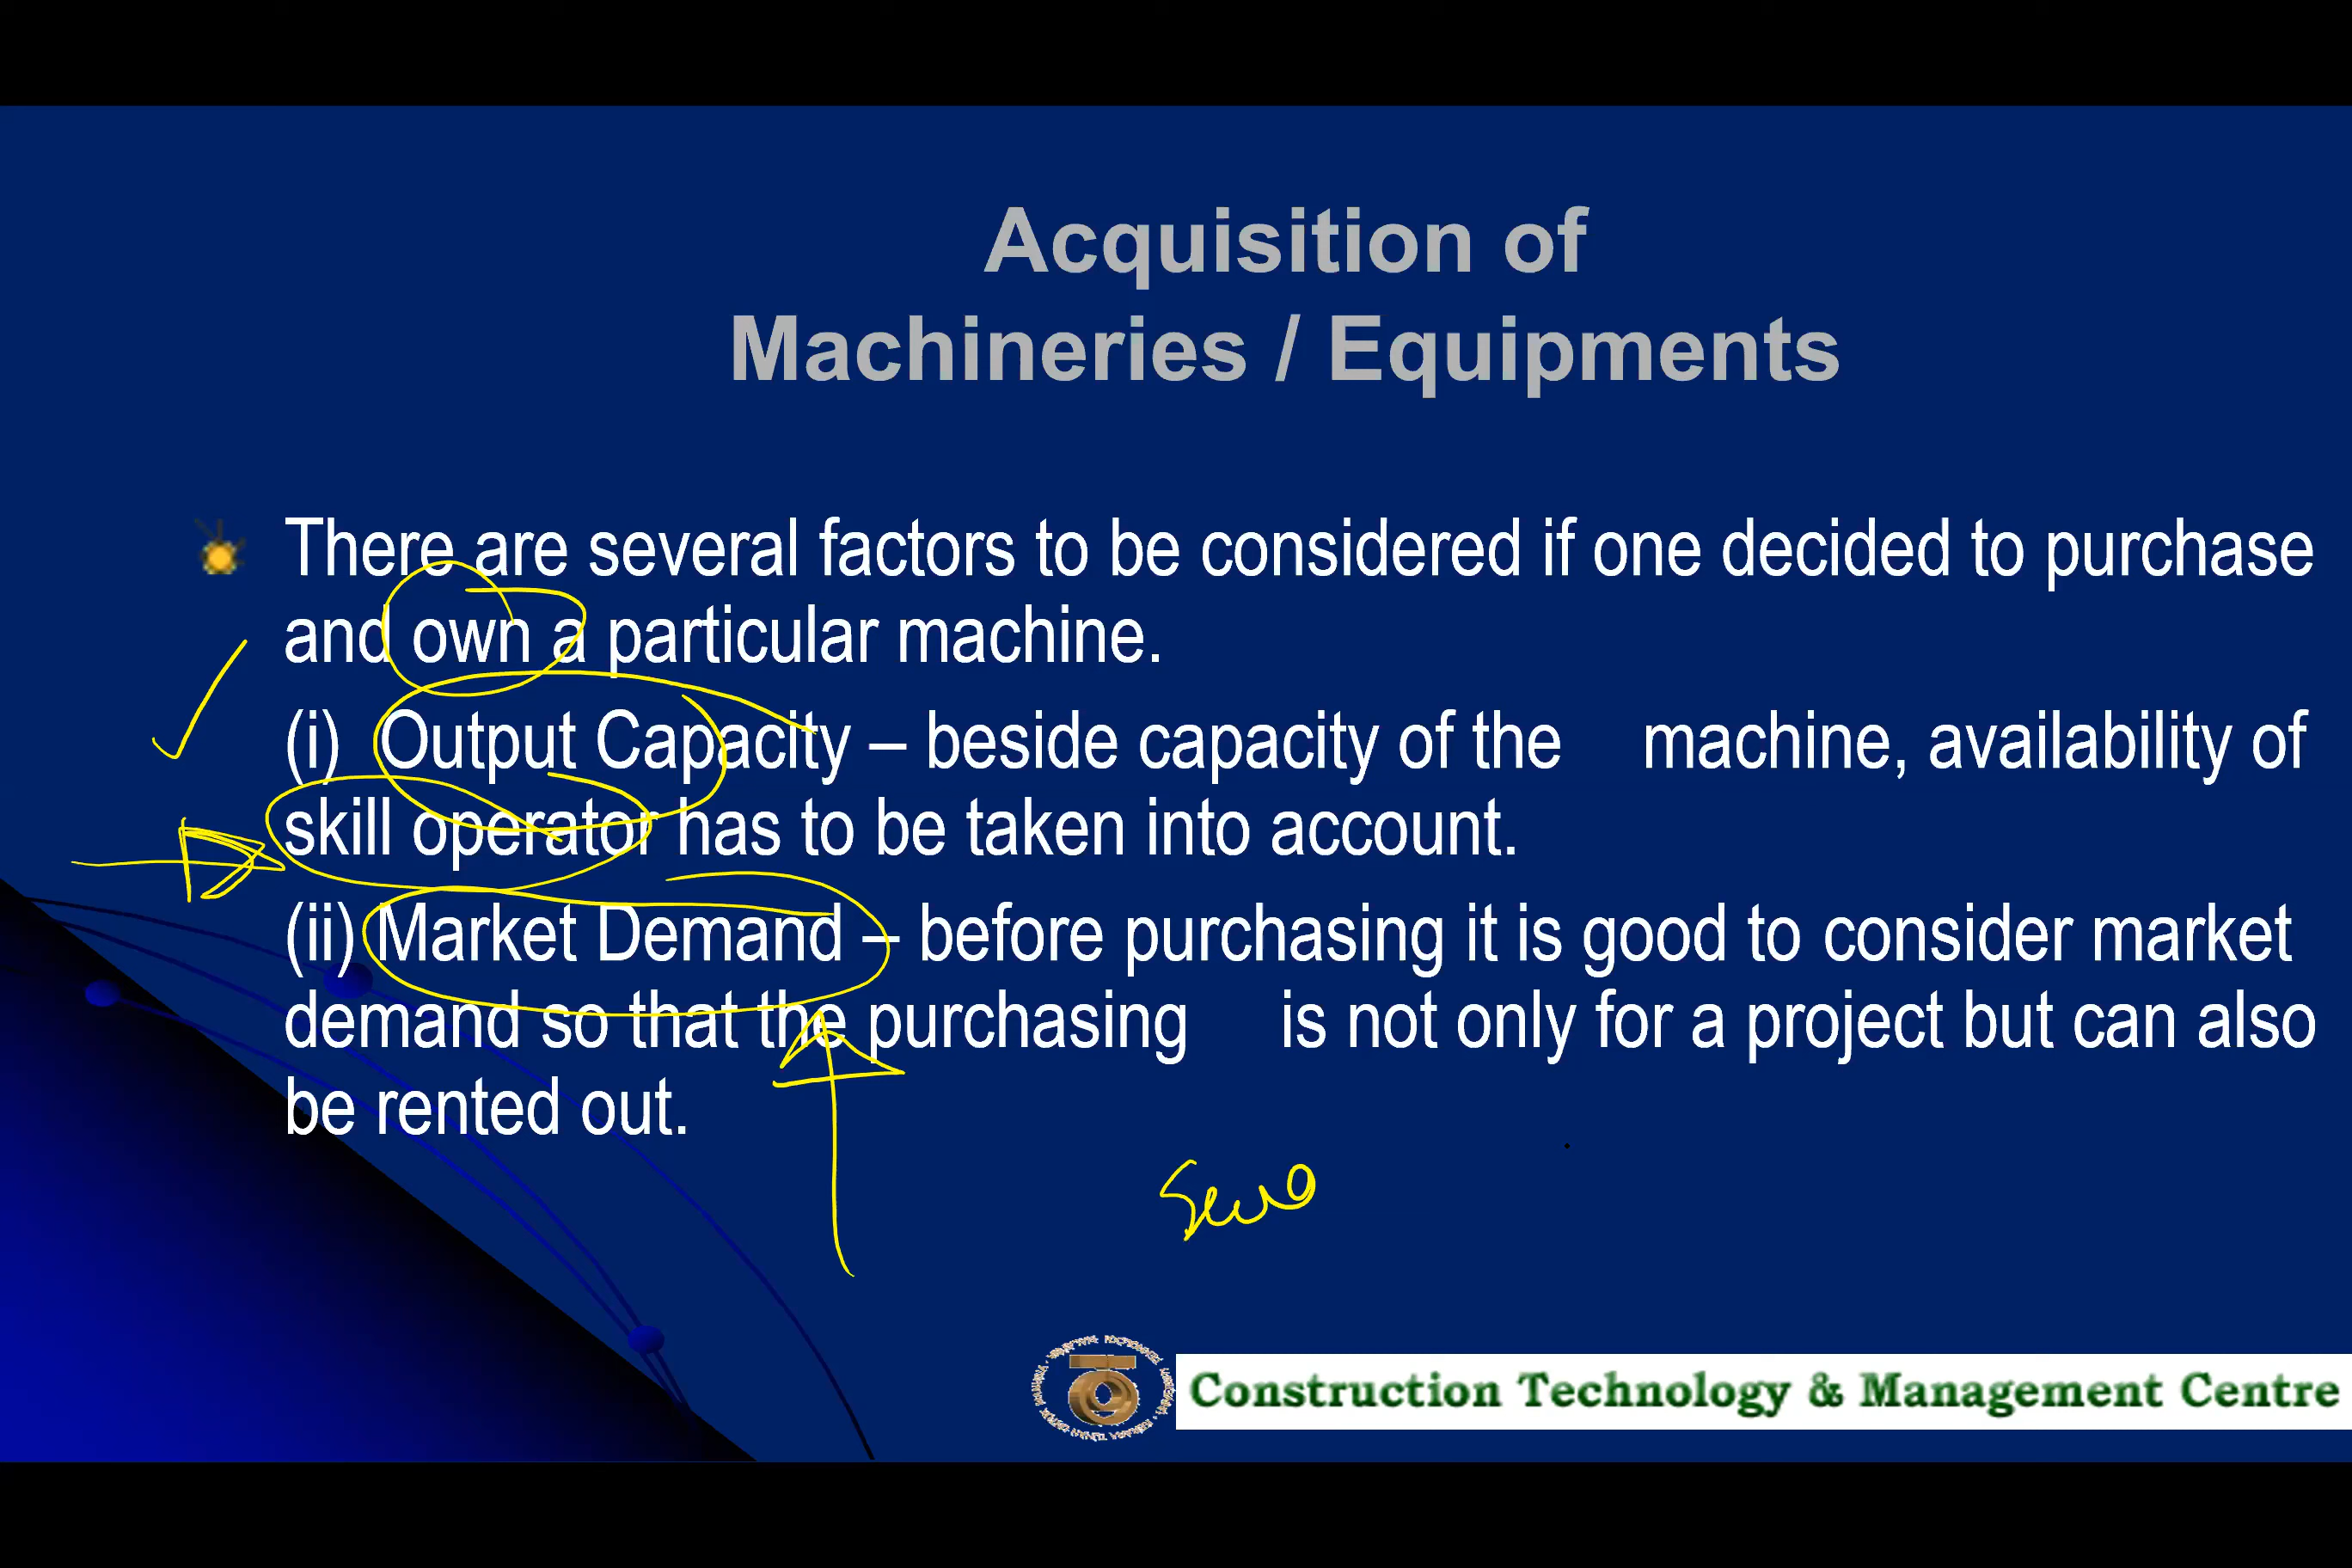 Acquisition of
Machineries / Equipments
There are several factors to be considered if one decided to purchase
and own a particular machine.
(i) Output Capacity – beside capacity of the machine, availability of
skill operator has to be taken into account.
(ii) Market Demand – before purchasing it is good to consider market
demand so that the purchasing is not only for a project but can also
be rented out.
Construction Technology & Management Centre